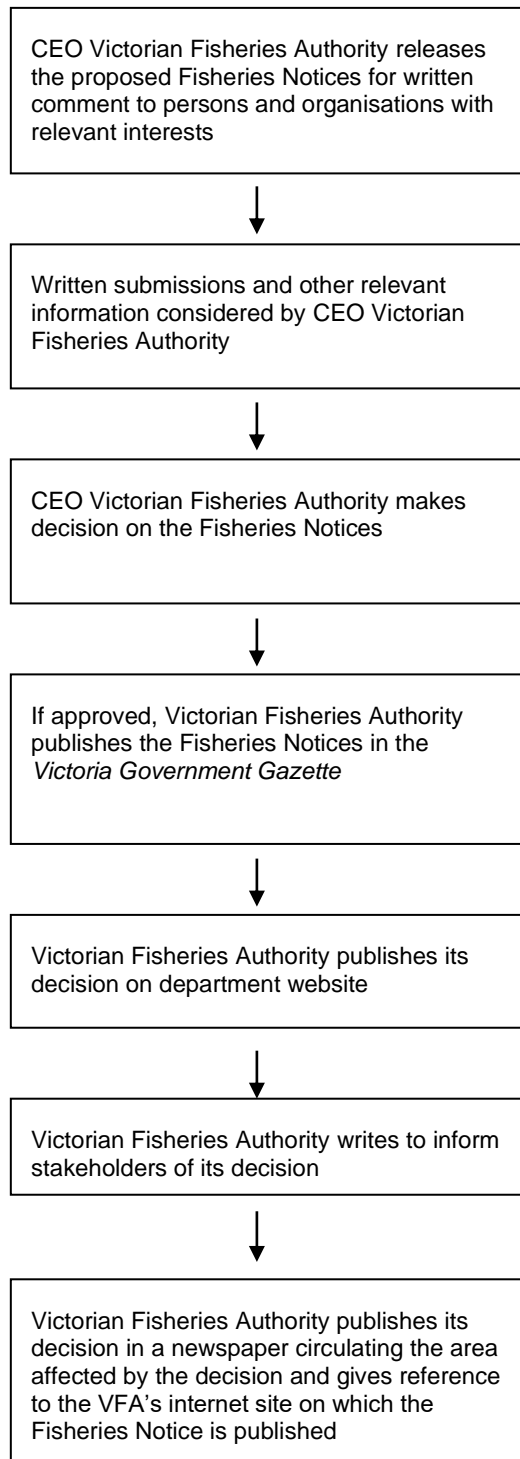 CEO Victorian Fisheries Authority releases
the proposed Fisheries Notices for written
comment to persons and organisations with
relevant interests
Written submissions and other relevant
information considered by CEO Victorian
Fisheries Authority
CEO Victorian Fisheries Authority makes
decision on the Fisheries Notices
If approved, Victorian Fisheries Authority
publishes the Fisheries Notices in the
Victoria Government Gazette
Victorian Fisheries Authority publishes its
decision on department website
Victorian Fisheries Authority writes to inform
stakeholders of its decision
Victorian Fisheries Authority publishes its
decision in a newspaper circulating the area
affected by the decision and gives reference
to the VFA's internet site on which the
Fisheries Notice is published